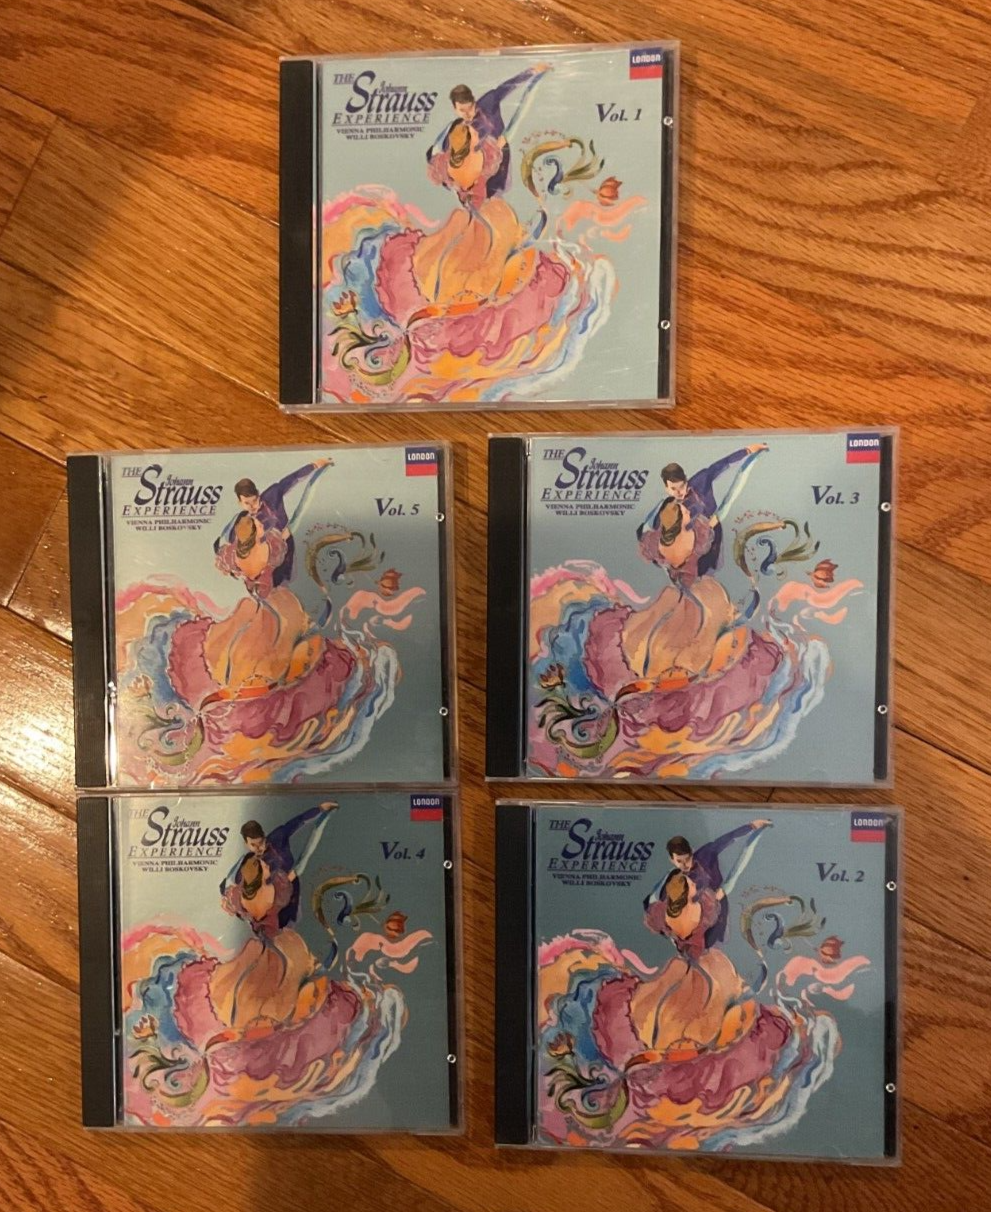 LONDON
THE
Johann
Strauss
EXPERIENCE
VIENNA PHILHARMONIC
WILLI BOSKOVSKY
Vol. 1
LONDON
THE
Johann
Strauss
EXPERIENCE
VIENNA PHILHARMONIC
WILLI BOSKOVSKY
Vol. 5
LONDON
THE
Johann
Strauss
EXPERIENCE
VIENNA PHILHARMONIC
WILLI BOSKOVSKY
Vol. 3
LONDON
THE
Johann
Strauss
EXPERIENCE
VIENNA PHILHARMONIC
WILLI BOSKOVSKY
Vol. 4
LONDON
THE
Johann
Strauss
EXPERIENCE
VIENNA PHILHARMONIC
WILLI BOSKOVSKY
Vol. 2